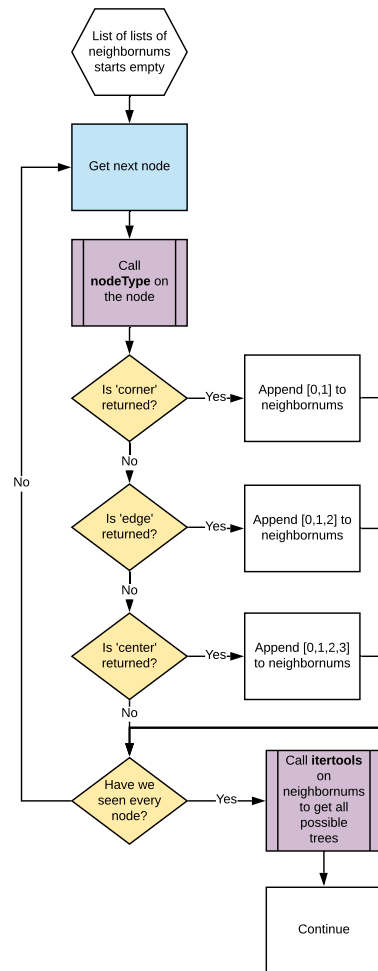 List of lists of
neighbornums
starts empty
Get next node
Call
nodeType on
the node
Is 'corner'
returned?
Yes
Append [0,1] to
neighbornums
No
No
Is 'edge'
returned?
Yes
Append [0,1,2] to
neighbornums
No
Is 'center'
returned?
Yes
Append [0,1,2,3]
to neighbornums
No
Have we
seen every
node?
Yes
Call itertools
on
neighbornums
to get all
possible
trees
Continue